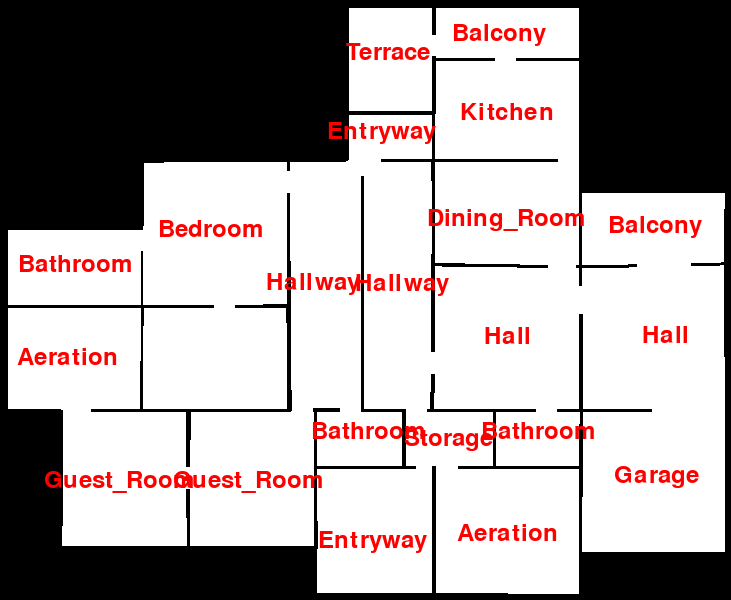 Balcony
Terrace
Kitchen
Entryway
Dining_Room
Balcony
Bedroom
Bathroom
Hallway
Hallway
Hall
Hall
Aeration
Bathroom
Storage
Bathroom
Guest_Room
Guest_Room
Garage
Entryway
Aeration